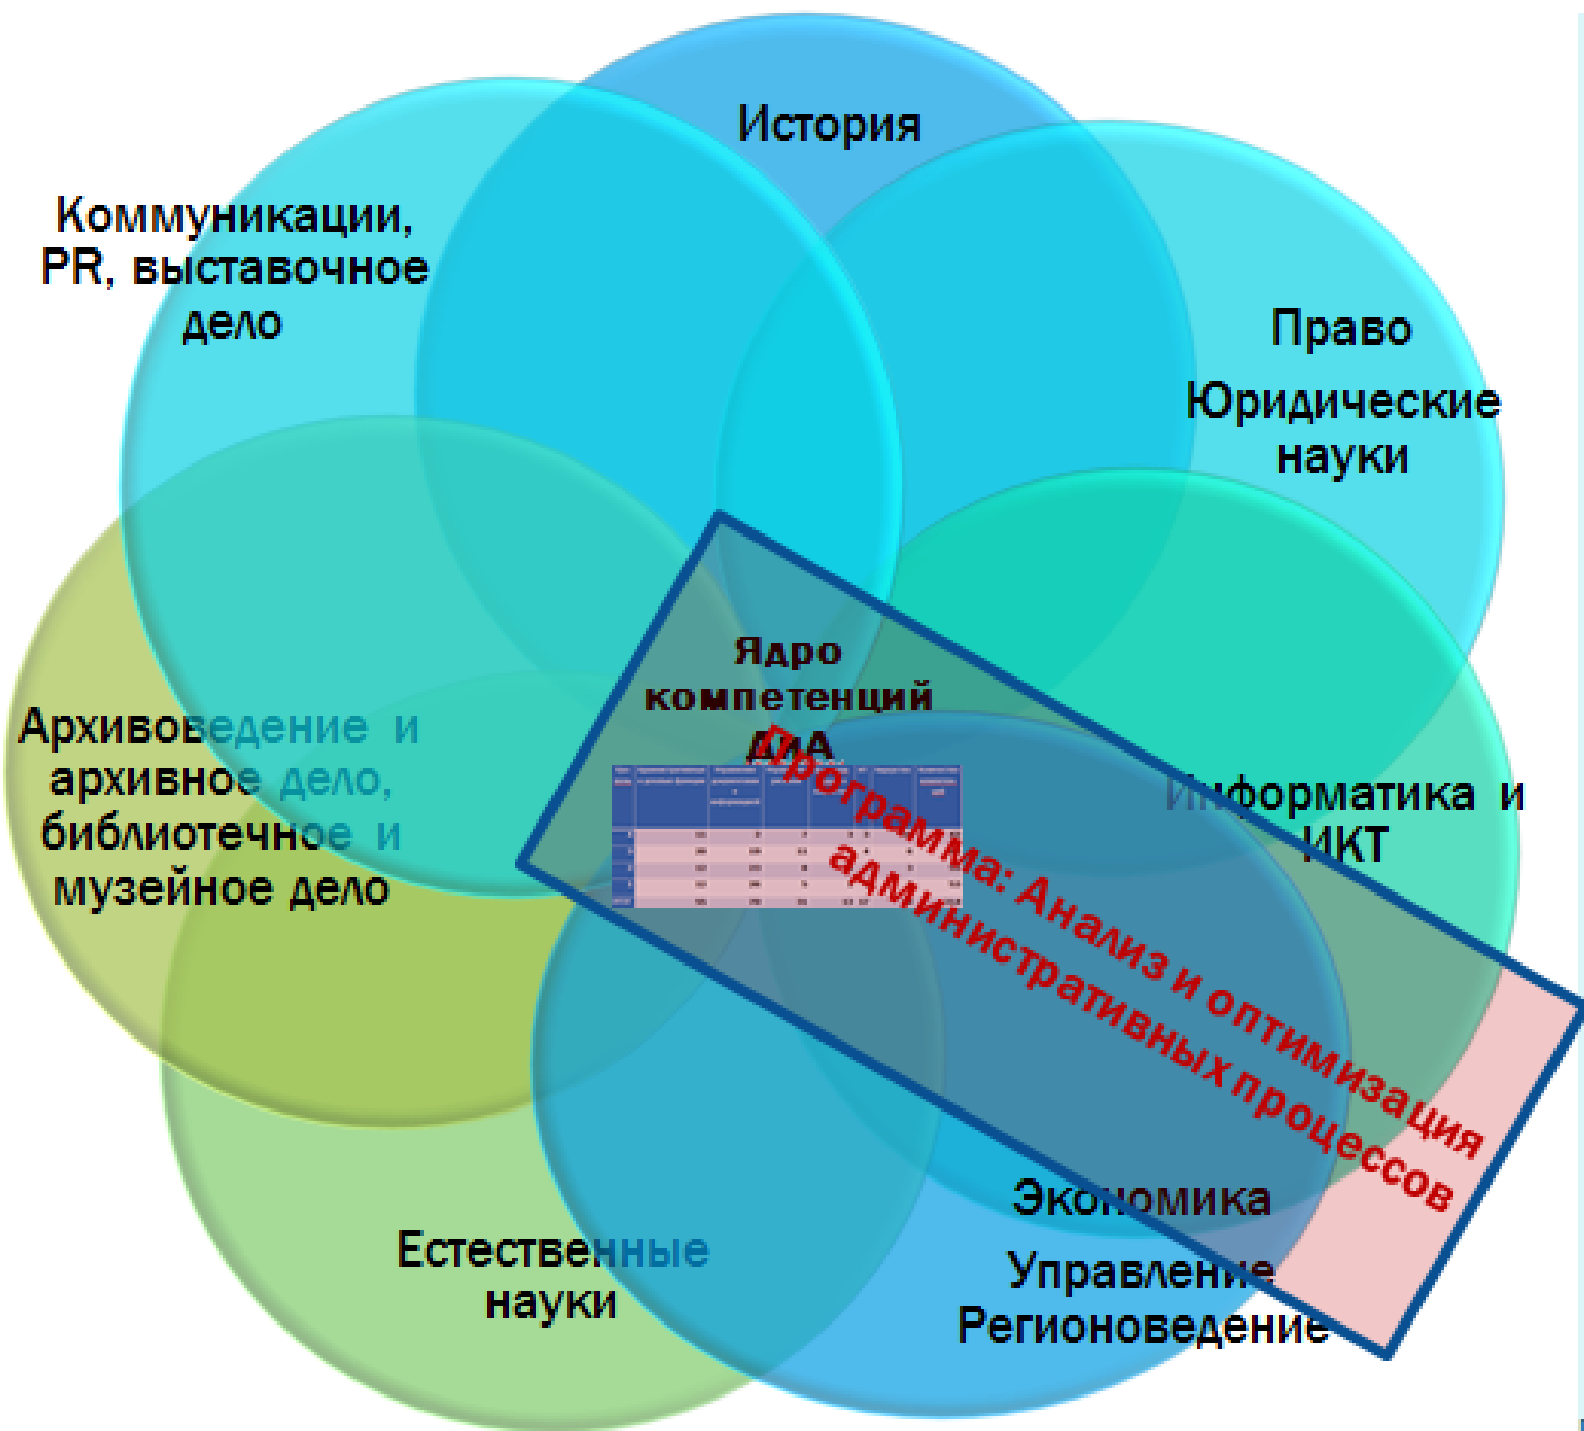 История
Коммуникации,
PR, выставочное
дело
Право
Юридические
науки
Ядро
компетенций
ДиА
Программа: Анализ и оптимизация
административных процессов
Архивоведение и
архивное дело,
библиотечное и
музейное дело
Информатика и
ИКТ
Экономика
Управление
Регионоведение
Естественные
науки